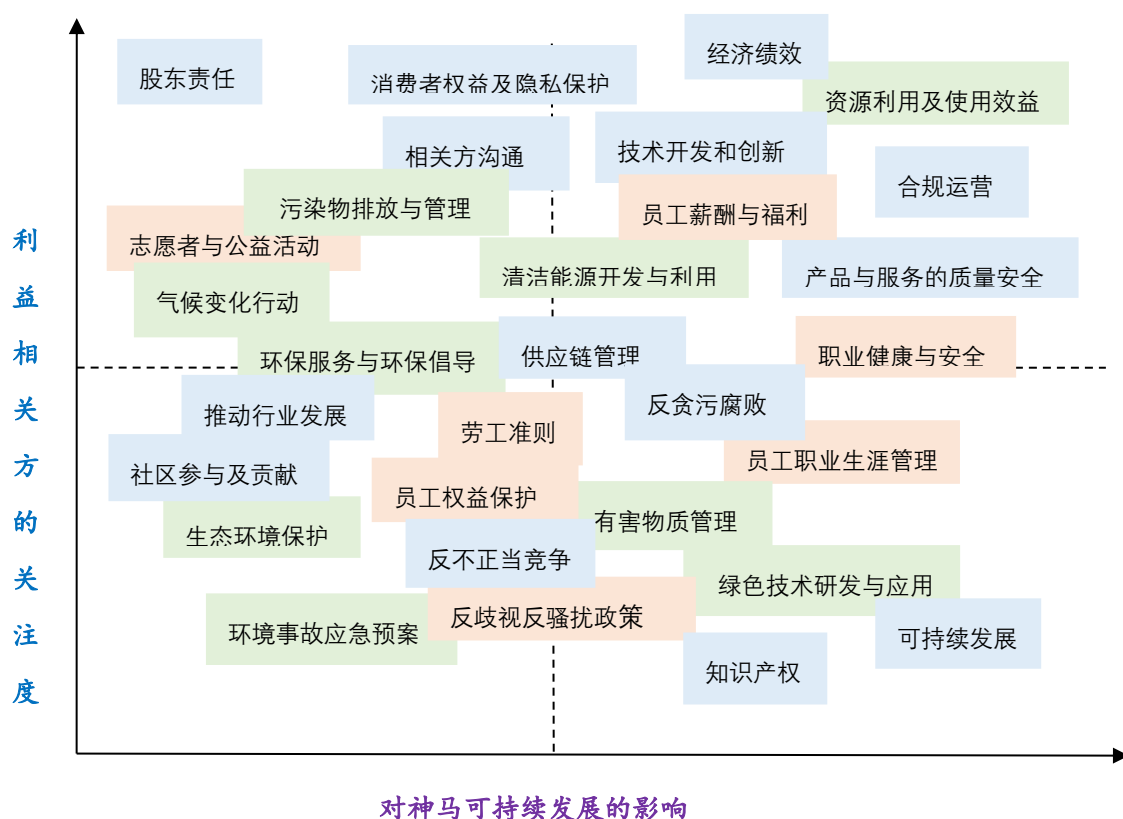 股东责任
消费者权益及隐私保护
经济绩效
资源利用及使用效益
相关方沟通
技术开发和创新
合规运营
污染物排放与管理
员工薪酬与福利
志愿者与公益活动
清洁能源开发与利用
产品与服务的质量安全
气候变化行动
环保服务与环保倡导
供应链管理
职业健康与安全
推动行业发展
反贪污腐败
劳工准则
员工职业生涯管理
社区参与及贡献
员工权益保护
有害物质管理
生态环境保护
反不正当竞争
绿色技术研发与应用
反歧视反骚扰政策
环境事故应急预案
可持续发展
知识产权
利益相关方的关注度
对神马可持续发展的影响